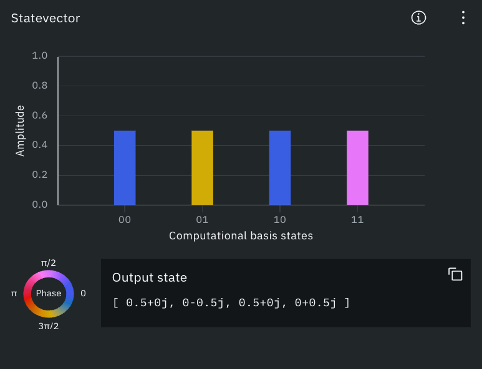 Statevector
1.0
0.8
0.6
0.4
0.2
0.0
Amplitude
00 01 10 11
Computational basis states
π/2
π Phase 0
3π/2
Output state
[ 0.5+0j, 0-0.5j, 0.5+0j, 0+0.5j ]